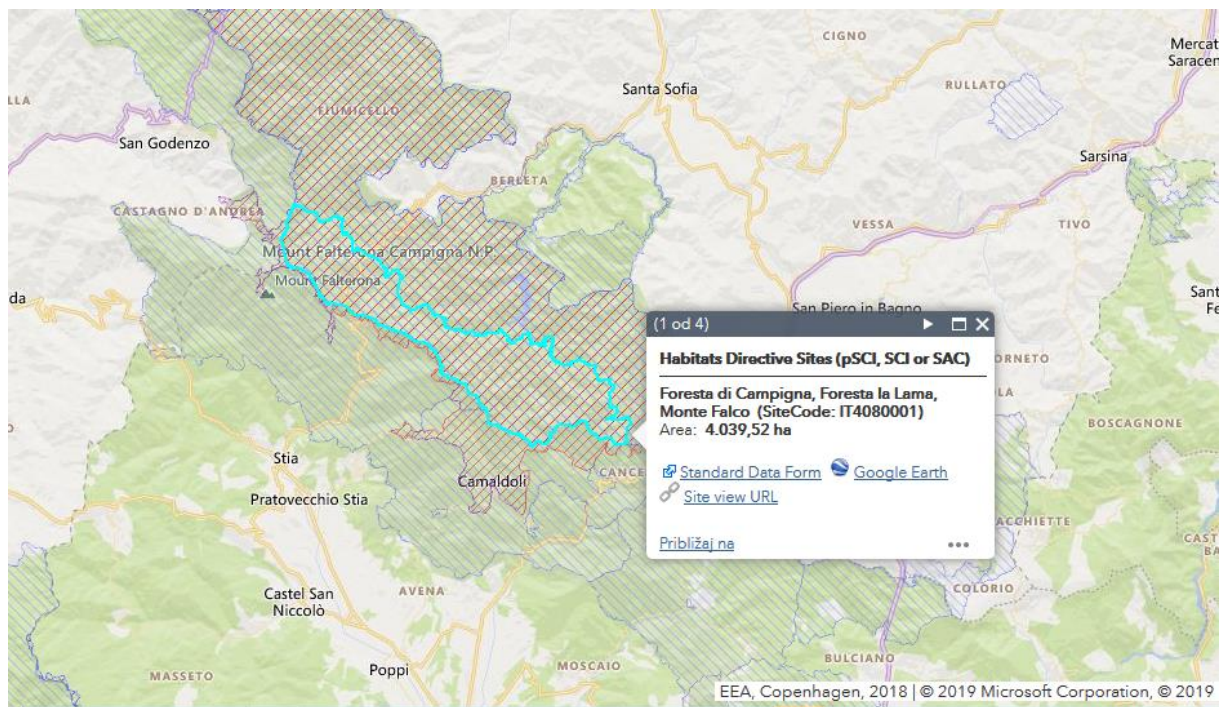 CIGNO
Mercat
Saracen
LLA
FIUMICELLO
Santa Sofia
RULLATO
San Godenzo
Sarsina
BERLETA
CASTAGNO D'ANDREA
VESSA
TIVO
Mount Falterona Campigna N.P.
Mount Falterona
da
Sant
Fe
San Piero in Bagno
(1 od 4)
Habitats Directive Sites (pSCI, SCI or SAC)
ORNETO
Foresta di Campigna, Foresta la Lama,
Monte Falco (SiteCode: IT4080001)
OLA
Area: 4.039,52 ha
BOSCAGNONE
Stia
Camaldoli
CANCE
Standard Data Form
Google Earth
Pratovecchio Stia
Site view URL
ACCHIETTE
CAST
BA
Približaj na
Castel San
Niccolò
AVENA
COLORIO
Poppi
MOSCAIO
BULCIANO
MASSETO
EEA, Copenhagen, 2018 | © 2019 Microsoft Corporation, © 2019